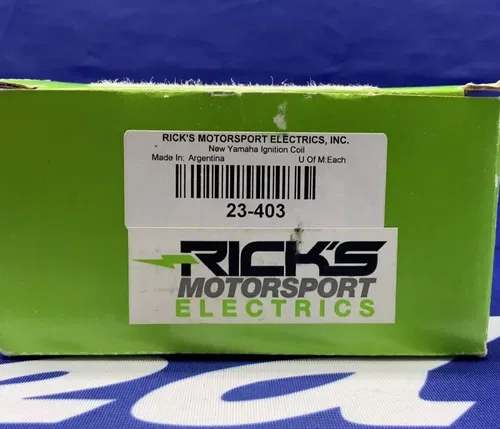 RICK'S MOTORSPORT ELECTRICS, INC.
New Yamaha Ignition Coil
Made In: Argentina U Of M.Each
23-403
RICK'S
MOTORSPORT
ELECTRICS